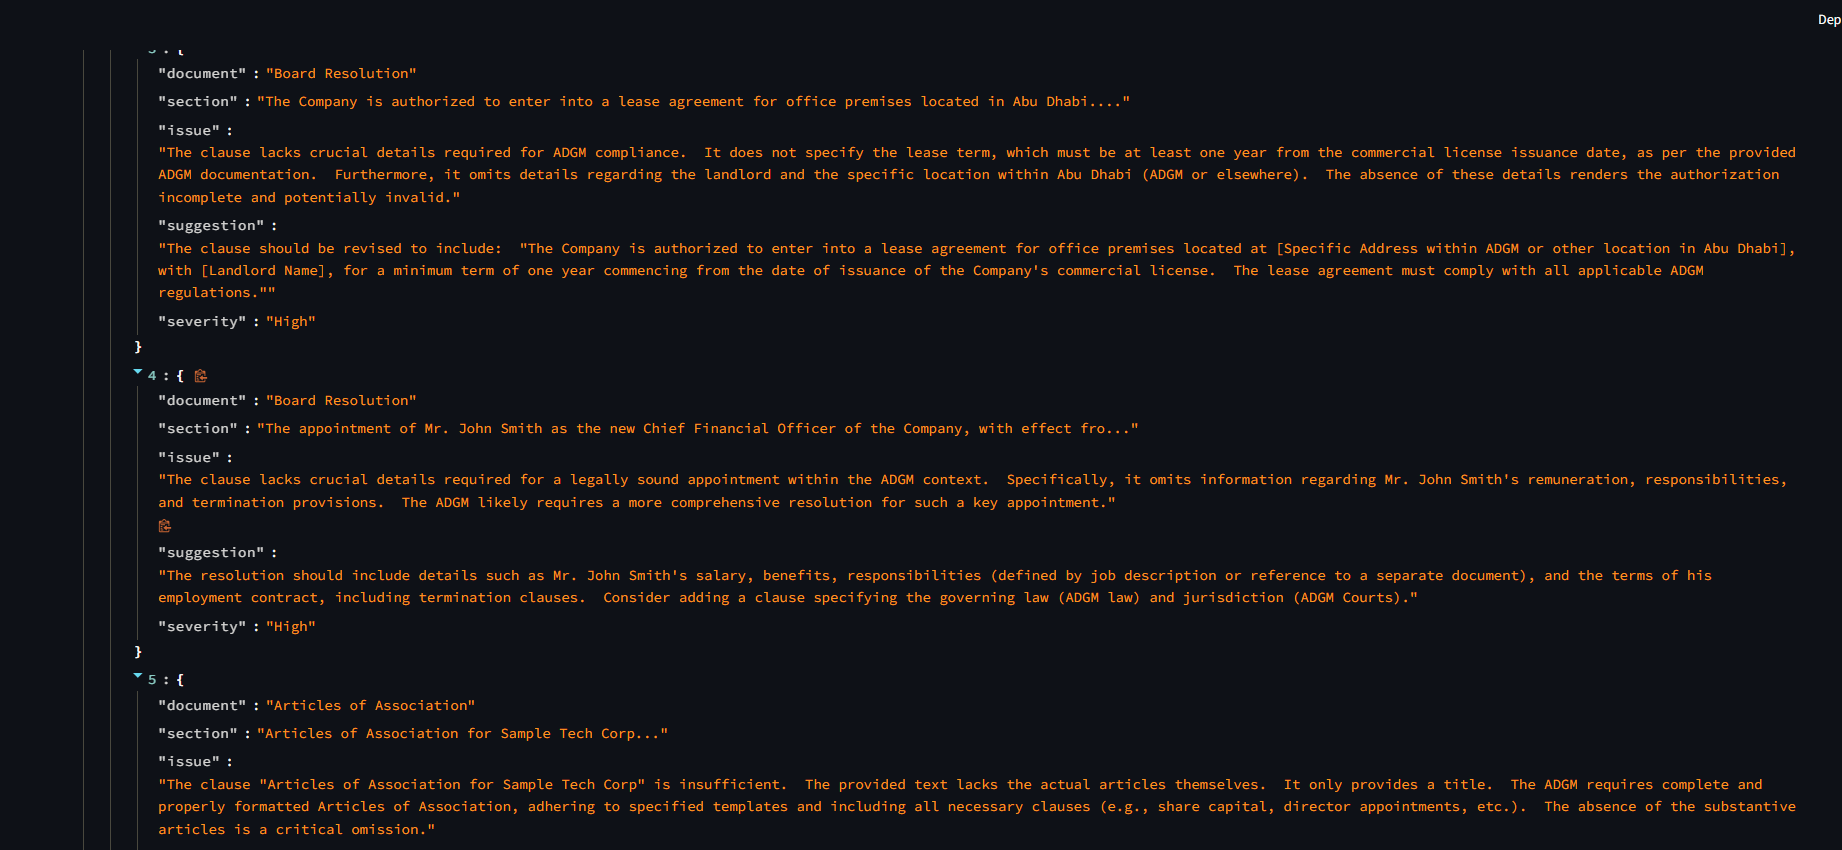 Dep
3 : {
"document" : "Board Resolution"
"section" : "The Company is authorized to enter into a lease agreement for office premises located in Abu Dhabi...."
"issue" :
"The clause lacks crucial details required for ADGM compliance.  It does not specify the lease term, which must be at least one year from the commercial license issuance date, as per the provided
ADGM documentation.  Furthermore, it omits details regarding the landlord and the specific location within Abu Dhabi (ADGM or elsewhere).  The absence of these details renders the authorization
incomplete and potentially invalid."
"suggestion" :
"The clause should be revised to include:  "The Company is authorized to enter into a lease agreement for office premises located at [Specific Address within ADGM or other location in Abu Dhabi],
with [Landlord Name], for a minimum term of one year commencing from the date of issuance of the Company's commercial license.  The lease agreement must comply with all applicable ADGM
regulations.""
"severity" : "High"
}
4 : {
"document" : "Board Resolution"
"section" : "The appointment of Mr. John Smith as the new Chief Financial Officer of the Company, with effect fro..."
"issue" :
"The clause lacks crucial details required for a legally sound appointment within the ADGM context.  Specifically, it omits information regarding Mr. John Smith's remuneration, responsibilities,
and termination provisions.  The ADGM likely requires a more comprehensive resolution for such a key appointment."
"suggestion" :
"The resolution should include details such as Mr. John Smith's salary, benefits, responsibilities (defined by job description or reference to a separate document), and the terms of his
employment contract, including termination clauses.  Consider adding a clause specifying the governing law (ADGM law) and jurisdiction (ADGM Courts)."
"severity" : "High"
}
5 : {
"document" : "Articles of Association"
"section" : "Articles of Association for Sample Tech Corp..."
"issue" :
"The clause "Articles of Association for Sample Tech Corp" is insufficient.  The provided text lacks the actual articles themselves.  It only provides a title.  The ADGM requires complete and
properly formatted Articles of Association, adhering to specified templates and including all necessary clauses (e.g., share capital, director appointments, etc.).  The absence of the substantive
articles is a critical omission."